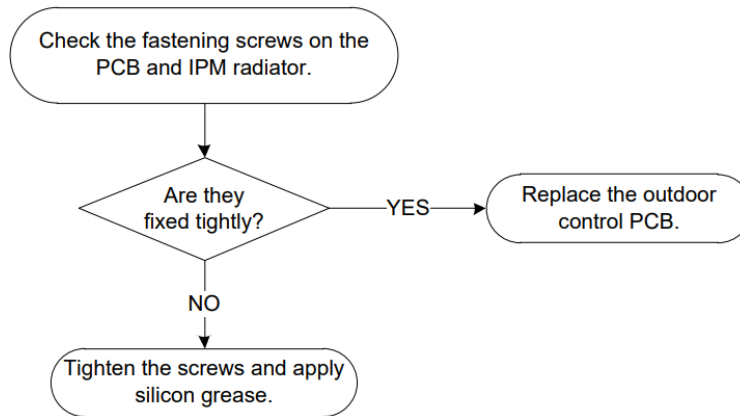 Check the fastening screws on the
PCB and IPM radiator.
Are they
fixed tightly?
YES
Replace the outdoor
control PCB.
NO
Tighten the screws and apply
silicon grease.